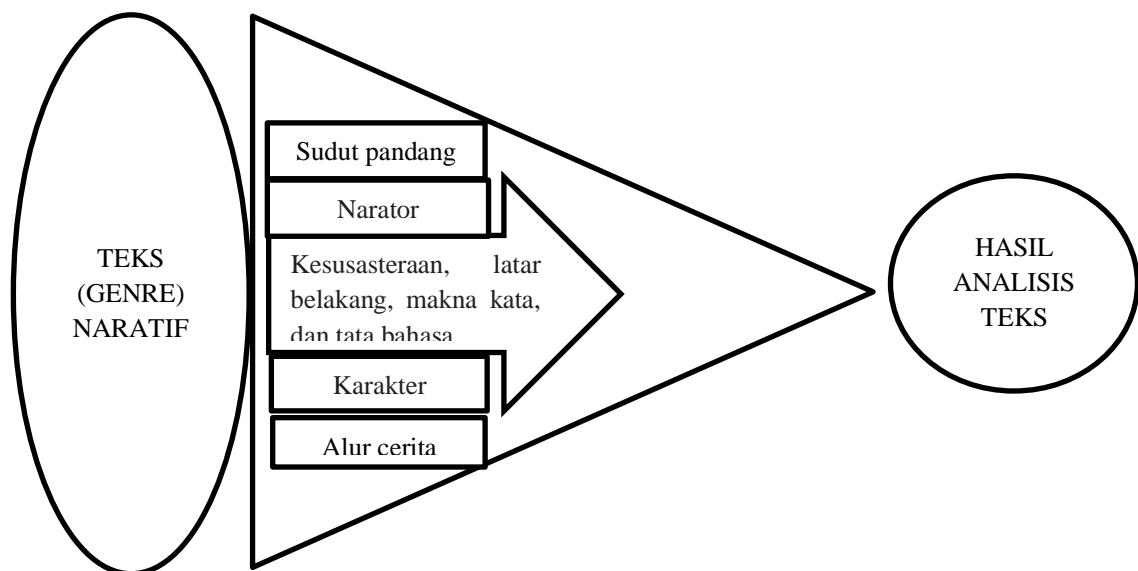 TEKS
(GENRE)
NARATIF
Sudut pandang
Narator
Kesusasteraan, latar
belakang, makna kata,
dan tata bahasa
Karakter
Alur cerita
HASIL
ANALISIS
TEKS